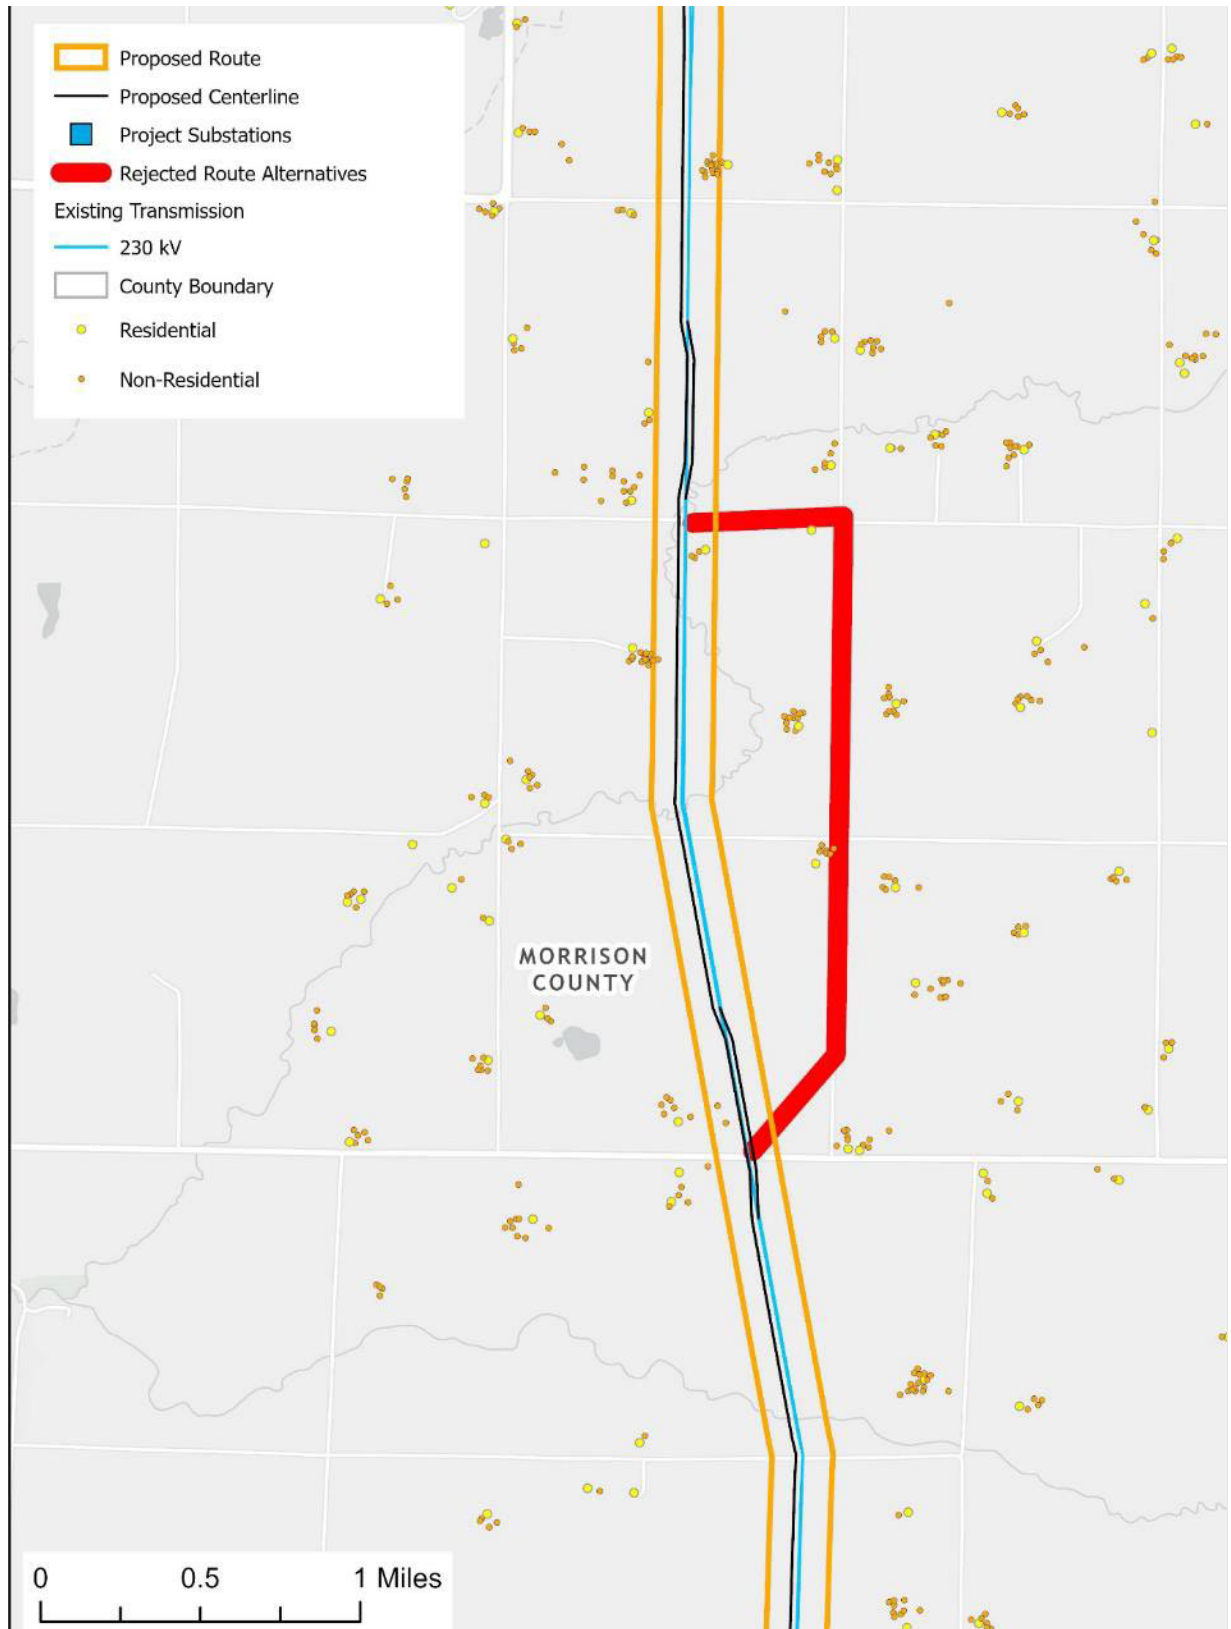 Proposed Route
Proposed Centerline
Project Substations
Rejected Route Alternatives
Existing Transmission
230 kV
County Boundary
Residential
Non-Residential
MORRISON
COUNTY
0 0.5 1 Miles